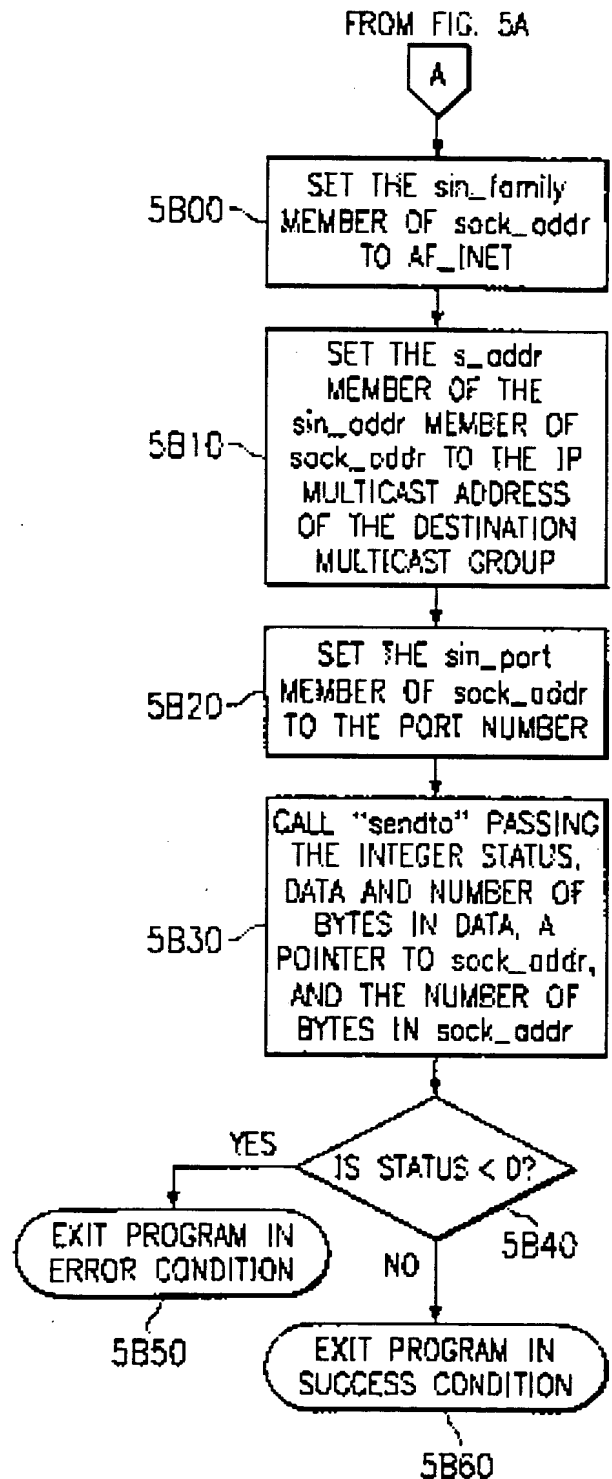 FROM FIG. 5A
A
5B00
SET THE sin_family
MEMBER OF sock_addr
TO AF_INET
5B10
SET THE s_addr
MEMBER OF THE
sin_addr MEMBER OF
sock_addr TO THE IP
MULTICAST ADDRESS
OF THE DESTINATION
MULTICAST GROUP
5B20
SET THE sin_port
MEMBER OF sock_addr
TO THE PORT NUMBER
5B30
CALL "sendto" PASSING
THE INTEGER STATUS,
DATA AND NUMBER OF
BYTES IN DATA, A
POINTER TO sock_addr,
AND THE NUMBER OF
BYTES IN sock_addr
YES
IS STATUS < 0?
5B40
NO
EXIT PROGRAM IN
ERROR CONDITION
5B50
EXIT PROGRAM IN
SUCCESS CONDITION
5B60